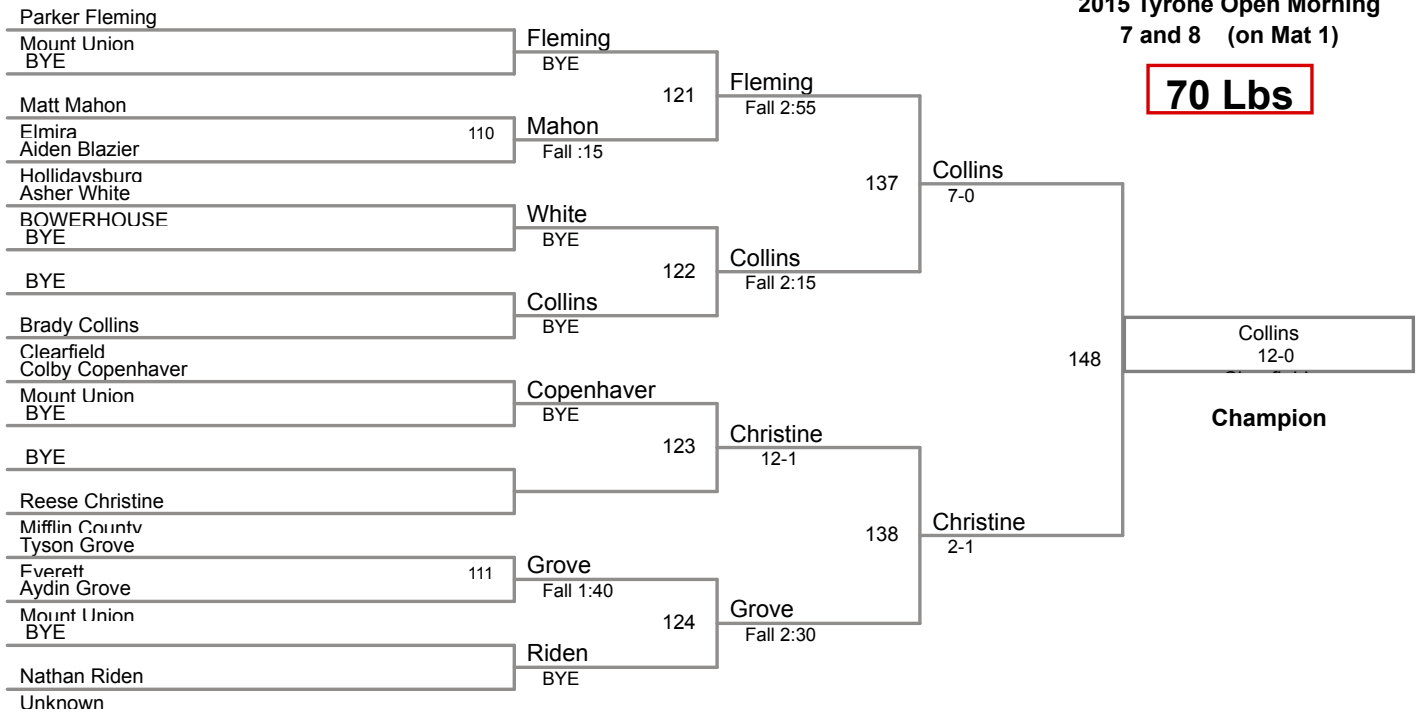 2015 Tyrone Open Morning
7 and 8 (on Mat 1)
70 Lbs
Parker Fleming
Mount Union
BYE
Matt Mahon
Elmira
Aiden Blazier
Hollidaysburg
Asher White
BOWERHOUSE
BYE
BYE
Brady Collins
Clearfield
Colby Copenhaver
Mount Union
BYE
BYE
Reese Christine
Mifflin County
Tyson Grove
Everett
Aydin Grove
Mount Union
BYE
Nathan Riden
Unknown
110
111
Fleming
BYE
Mahon
Fall :15
White
BYE
Collins
BYE
Copenhaver
BYE
Grove
Fall 1:40
Riden
BYE
121
122
123
124
Fleming
Fall 2:55
Collins
Fall 2:15
Christine
12-1
Grove
Fall 2:30
137
138
Collins
7-0
Christine
2-1
148
Collins
12-0
Champion